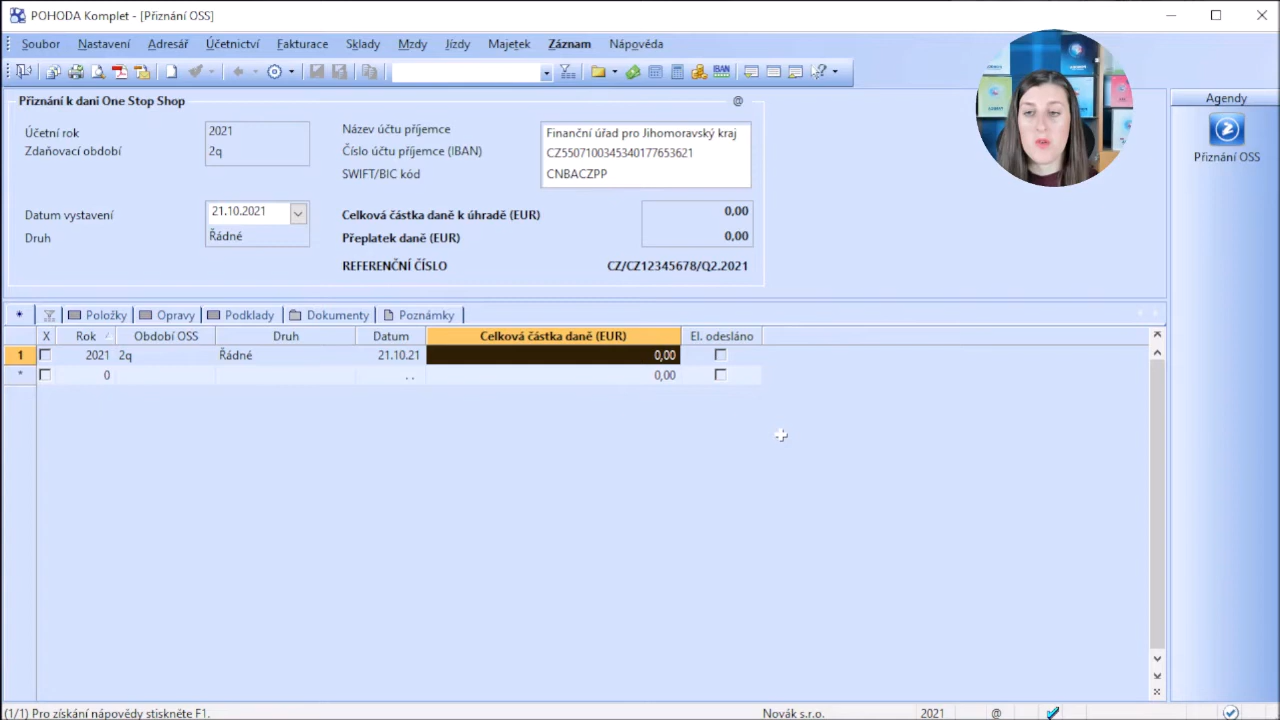 POHODA Komplet - [Přiznání OSS]
Soubor Nastavení Adresář Účetnictví Fakturace Sklady Mzdy Jízdy Majetek Záznam Nápověda
IBAN
Přiznání k dani One Stop Shop @
Účetní rok 2021
Zdaňovací období 2q
Název účtu příjemce Finanční úřad pro Jihomoravský kraj
Číslo účtu příjemce (IBAN) CZ5507100345340177653621
SWIFT/BIC kód CNBACZPP
Datum vystavení 21.10.2021
Druh Řádné
Celková částka daně k úhradě (EUR) 0,00
Přeplatek daně (EUR) 0,00
REFERENČNÍ ČÍSLO CZ/CZ12345678/Q2.2021
Agendy
Přiznání OSS
* Položky Opravy Podklady Dokumenty Poznámky
X Rok Období OSS Druh Datum Celková částka daně (EUR) El. odesláno
1 2021 2q Řádné 21.10.21 0,00
* 0 . . 0,00
(1/1) Pro získání nápovědy stiskněte F1. Novák s.r.o. 2021 @